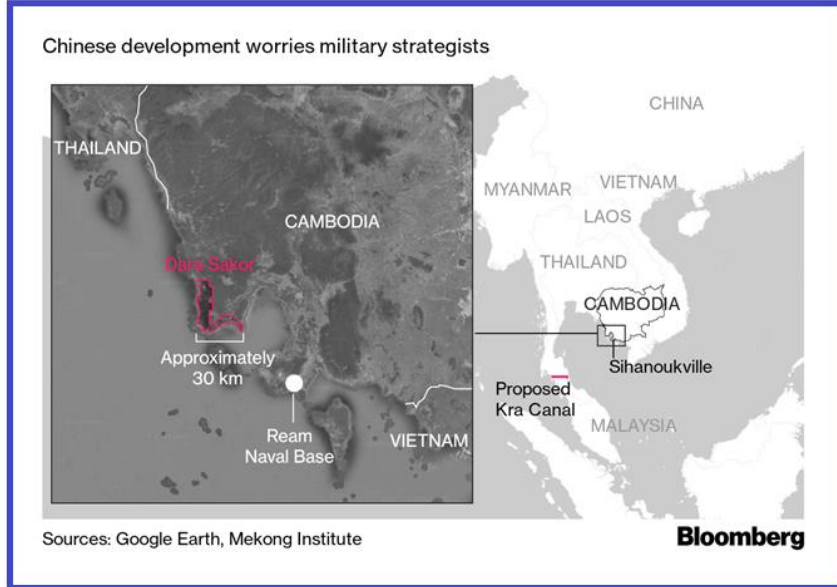 Chinese development worries military strategists
THAILAND
CAMBODIA
Dara Sakor
Approximately
30 km
Ream
Naval Base
VIETNAM
CHINA
MYANMAR
VIETNAM
LAOS
THAILAND
CAMBODIA
Sihanoukville
Proposed
Kra Canal
MALAYSIA
Sources: Google Earth, Mekong Institute
Bloomberg